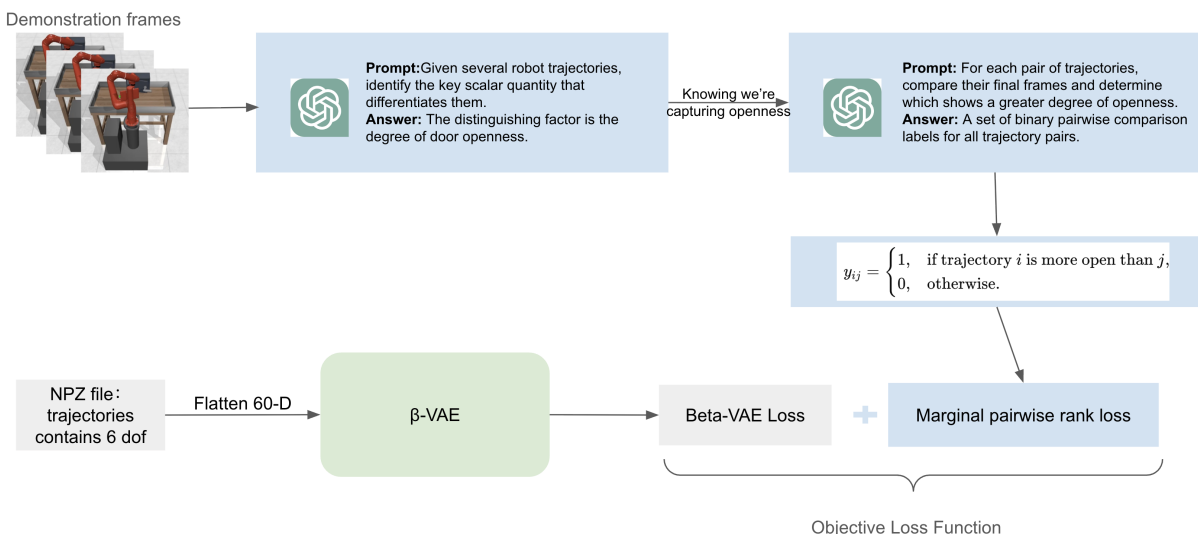 Demonstration frames
Prompt:Given several robot trajectories,
identify the key scalar quantity that
differentiates them.
Answer: The distinguishing factor is the
degree of door openness.
Knowing we're
capturing openness
Prompt: For each pair of trajectories,
compare their final frames and determine
which shows a greater degree of openness.
Answer: A set of binary pairwise comparison
labels for all trajectory pairs.
y_{ij} = { 1, if trajectory i is more open than j,
0, otherwise.
NPZ file:
trajectories
contains 6 dof
Flatten 60-D
β-VAE
Beta-VAE Loss
+
Marginal pairwise rank loss
Objective Loss Function